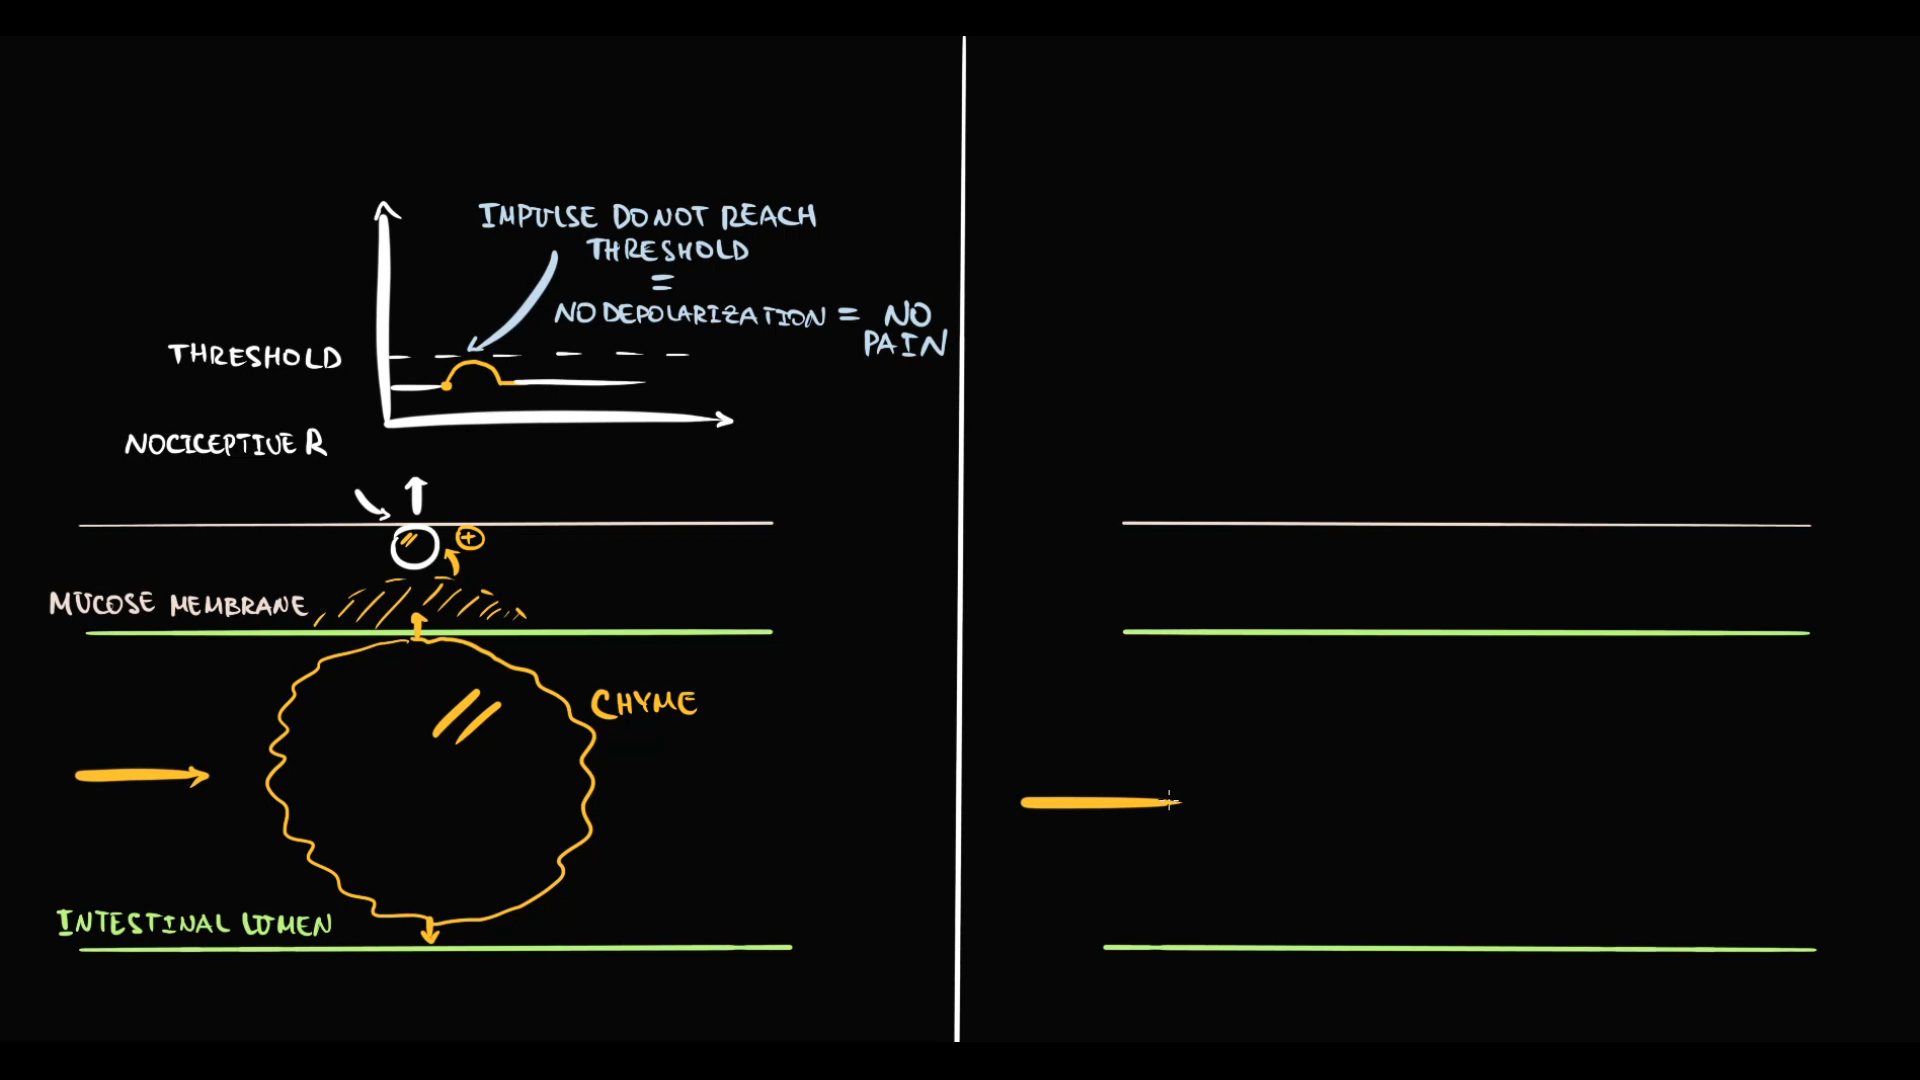 IMPULSE DO NOT REACH
THRESHOLD
=
NO DEPOLARIZATION = NO
PAIN
THRESHOLD
NOCICEPTIVE R
+
MUCOSE MEMBRANE
CHYME
INTESTINAL LUMEN